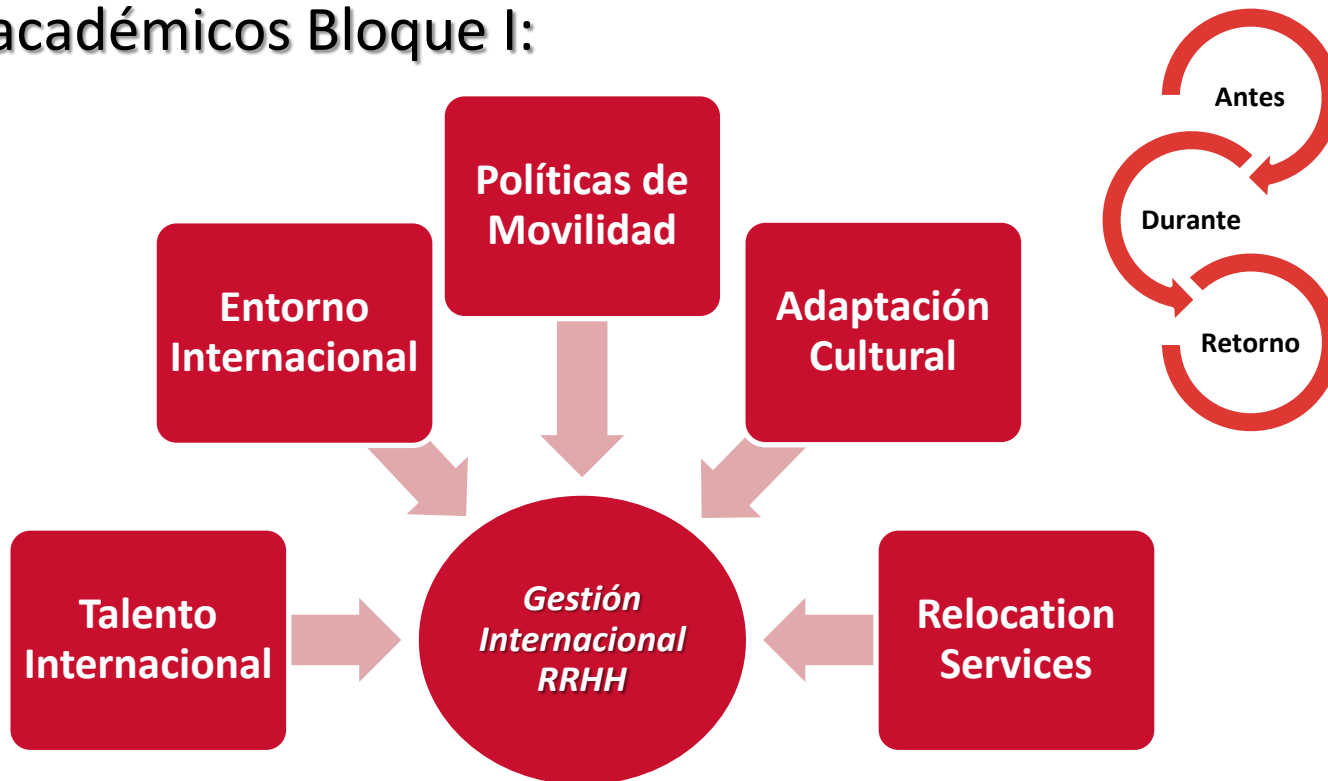 académicos Bloque I:
Antes
Durante
Retorno
Políticas de
Movilidad
Entorno
Internacional
Adaptación
Cultural
Talento
Internacional
Gestión
Internacional
RRHH
Relocation
Services